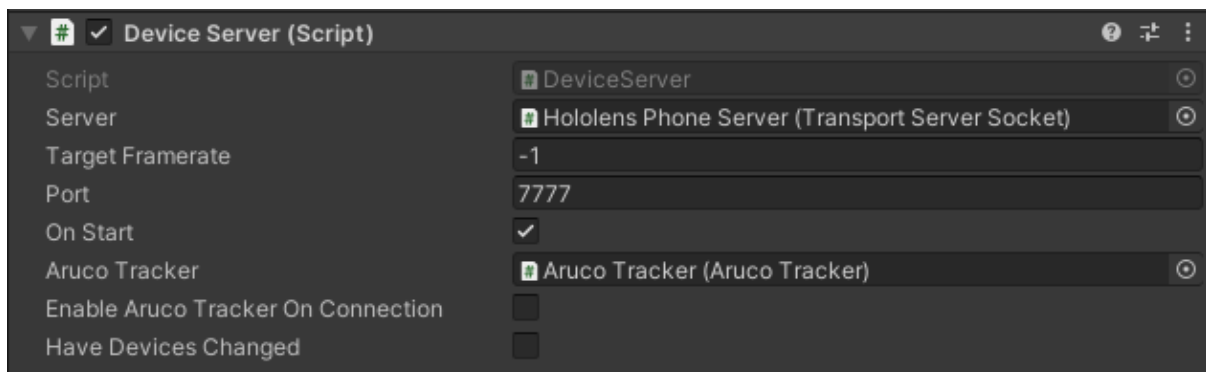 Device Server (Script)
Script DeviceServer
Server Hololens Phone Server (Transport Server Socket)
Target Framerate -1
Port 7777
On Start
Aruco Tracker Aruco Tracker (Aruco Tracker)
Enable Aruco Tracker On Connection
Have Devices Changed